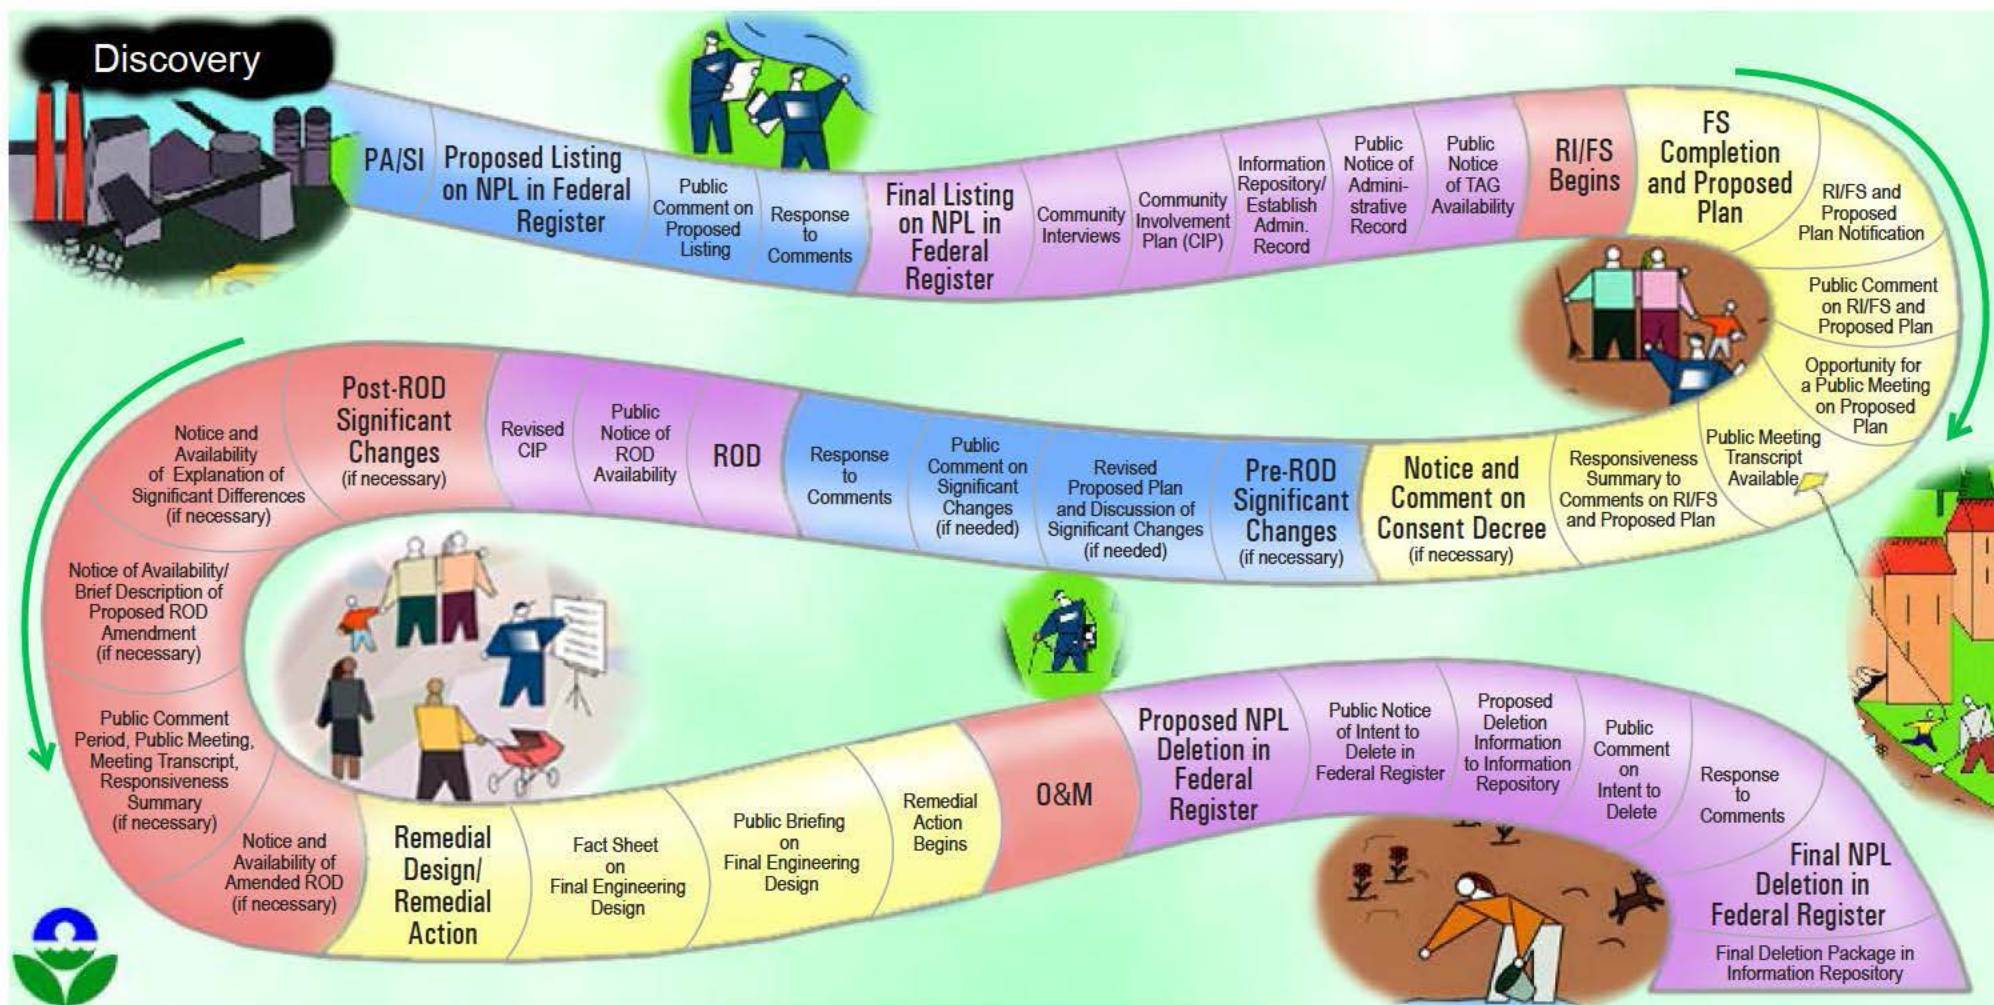 Discovery
PA/SI
Proposed Listing
on NPL in Federal
Register
Public
Comment on
Proposed
Listing
Response
to
Comments
Final Listing
on NPL in
Federal
Register
Community
Interviews
Community
Involvement
Plan (CIP)
Information
Repository/
Establish
Admin.
Record
Public
Notice of
Admini-
strative
Record
Public
Notice
of TAG
Availability
RI/FS
Begins
FS
Completion
and Proposed
Plan
RI/FS and
Proposed
Plan Notification
Public Comment
on RI/FS and
Proposed Plan
Opportunity for
a Public Meeting
on Proposed
Plan
Public Meeting
Transcript
Available
Responsiveness
Summary to
Comments on RI/FS
and Proposed Plan
Notice and
Comment on
Consent Decree
(if necessary)
Pre-ROD
Significant
Changes
(if necessary)
Revised
Proposed Plan
and Discussion of
Significant Changes
(if needed)
Public
Comment on
Significant
Changes
(if needed)
Response
to
Comments
ROD
Public
Notice of
ROD
Availability
Revised
CIP
Post-ROD
Significant
Changes
(if necessary)
Notice and
Availability
of Explanation of
Significant Differences
(if necessary)
Notice of Availability/
Brief Description of
Proposed ROD
Amendment
(if necessary)
Public Comment
Period, Public Meeting,
Meeting Transcript,
Responsiveness
Summary
(if necessary)
Notice and
Availability of
Amended ROD
(if necessary)
Remedial
Design/
Remedial
Action
Fact Sheet
on
Final Engineering
Design
Public Briefing
on
Final Engineering
Design
Remedial
Action
Begins
O&M
Proposed NPL
Deletion in
Federal
Register
Public Notice
of Intent to
Delete in
Federal Register
Proposed
Deletion
Information
to Information
Repository
Public
Comment
on
Intent to
Delete
Response
to
Comments
Final NPL
Deletion in
Federal Register
Final Deletion Package in
Information Repository